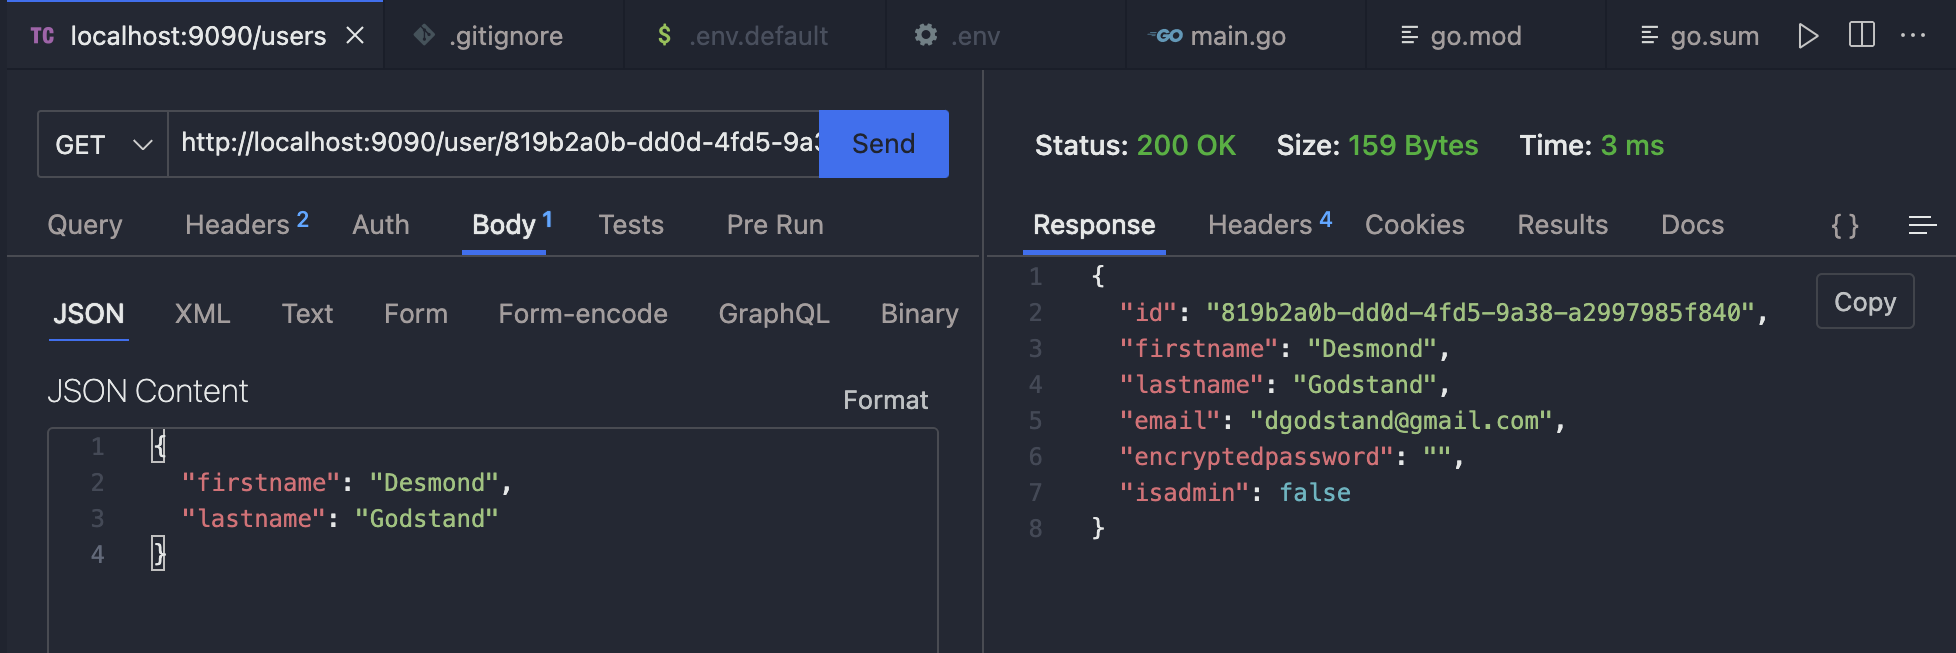 TC localhost:9090/users × .gitignore $ .env.default .env GO main.go go.mod go.sum
GET http://localhost:9090/user/819b2a0b-dd0d-4fd5-9a3 Send
Query Headers 2 Auth Body 1 Tests Pre Run
JSON XML Text Form Form-encode GraphQL Binary
JSON Content
Format
1 {
2 "firstname": "Desmond",
3 "lastname": "Godstand"
4 }
Status: 200 OK Size: 159 Bytes Time: 3 ms
Response Headers 4 Cookies Results Docs { }
Copy
1 {
2 "id": "819b2a0b-dd0d-4fd5-9a38-a2997985f840",
3 "firstname": "Desmond",
4 "lastname": "Godstand",
5 "email": "dgodstand@gmail.com",
6 "encryptedpassword": "",
7 "isadmin": false
8 }